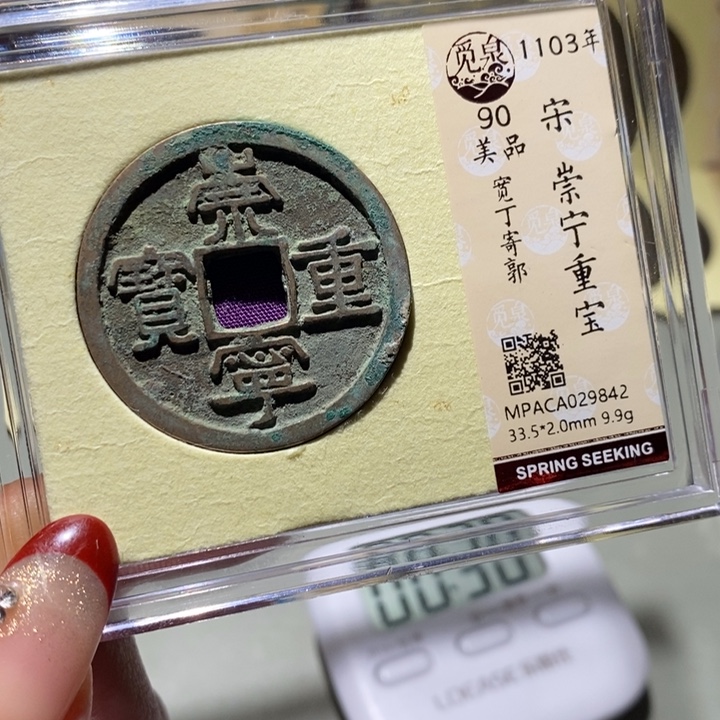 崇
重
寧
寶
觅泉
1103年
90
美品
宽丁寄郭
宋 崇宁重宝
MPACA029842
33.5*2.0mm 9.9g
SPRING SEEKING